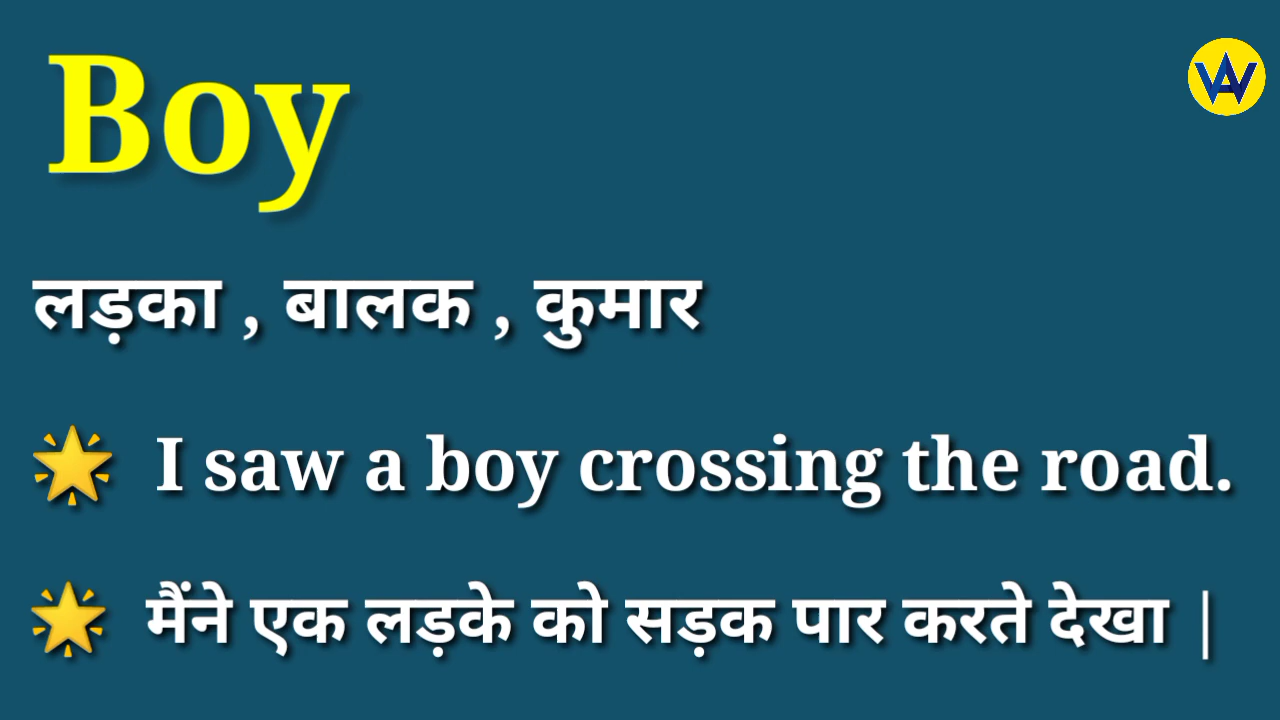 Boy
लड़का , बालक , कुमार
🌟 I saw a boy crossing the road.
🌟 मैंने एक लड़के को सड़क पार करते देखा |